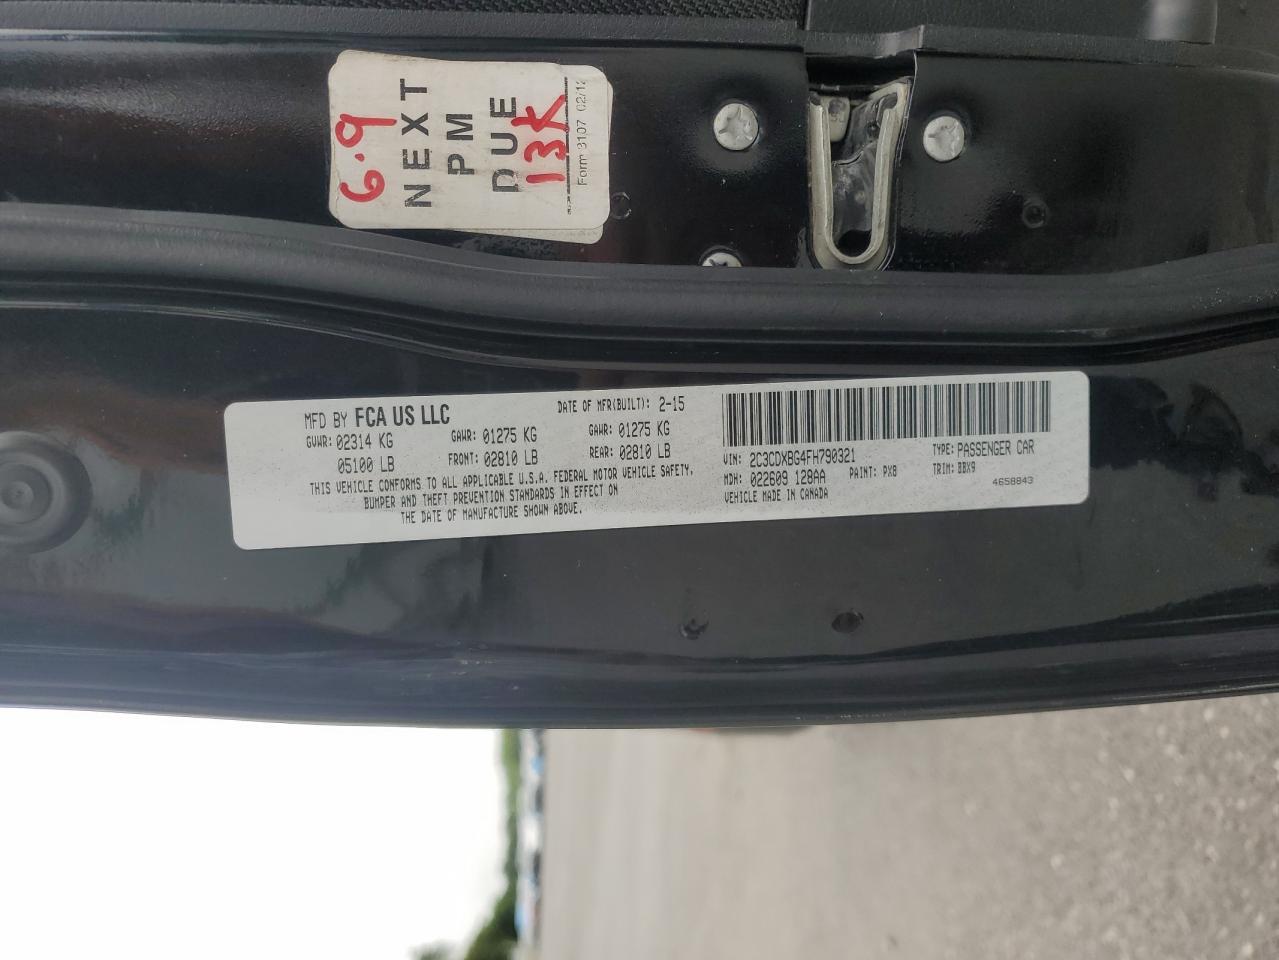 6.9
NEXT
PM
DUE
13K
Form 3107 02/12
MFD BY FCA US LLC DATE OF MFR(BUILT): 2-15
GVWR: 02314 KG GAWR: 01275 KG GAWR: 01275 KG
05100 LB FRONT: 02810 LB REAR: 02810 LB
THIS VEHICLE CONFORMS TO ALL APPLICABLE U.S.A. FEDERAL MOTOR VEHICLE SAFETY,
BUMPER AND THEFT PREVENTION STANDARDS IN EFFECT ON
THE DATE OF MANUFACTURE SHOWN ABOVE.
VIN: 2C3CDXBG4FH790321 TYPE: PASSENGER CAR
MDH: 022609 128AA PAINT: PX8 TRIM: BBX9
VEHICLE MADE IN CANADA 4658843